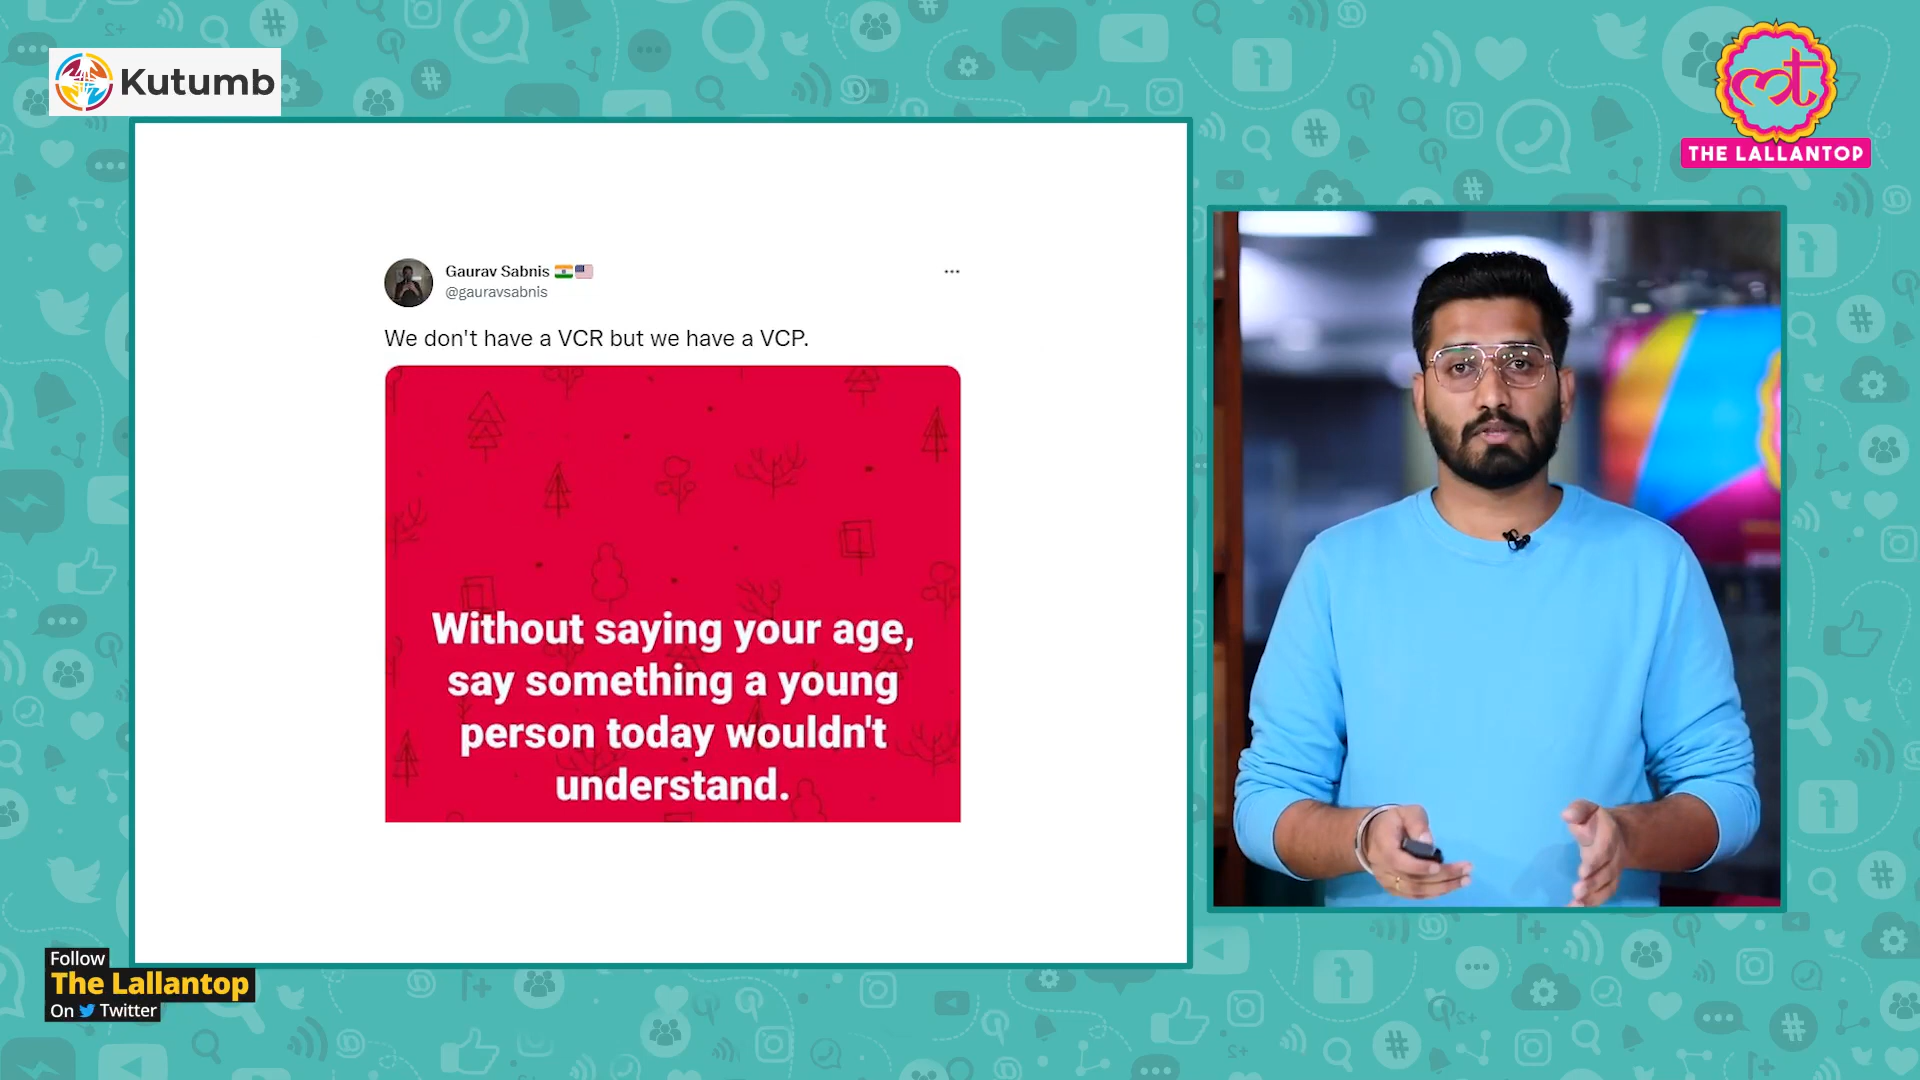 Kutumb
THE LALLANTOP
Gaurav Sabnis
@gauravsabnis
We don't have a VCR but we have a VCP.
Without saying your age,
say something a young
person today wouldn't
understand.
Follow
The Lallantop
On Twitter